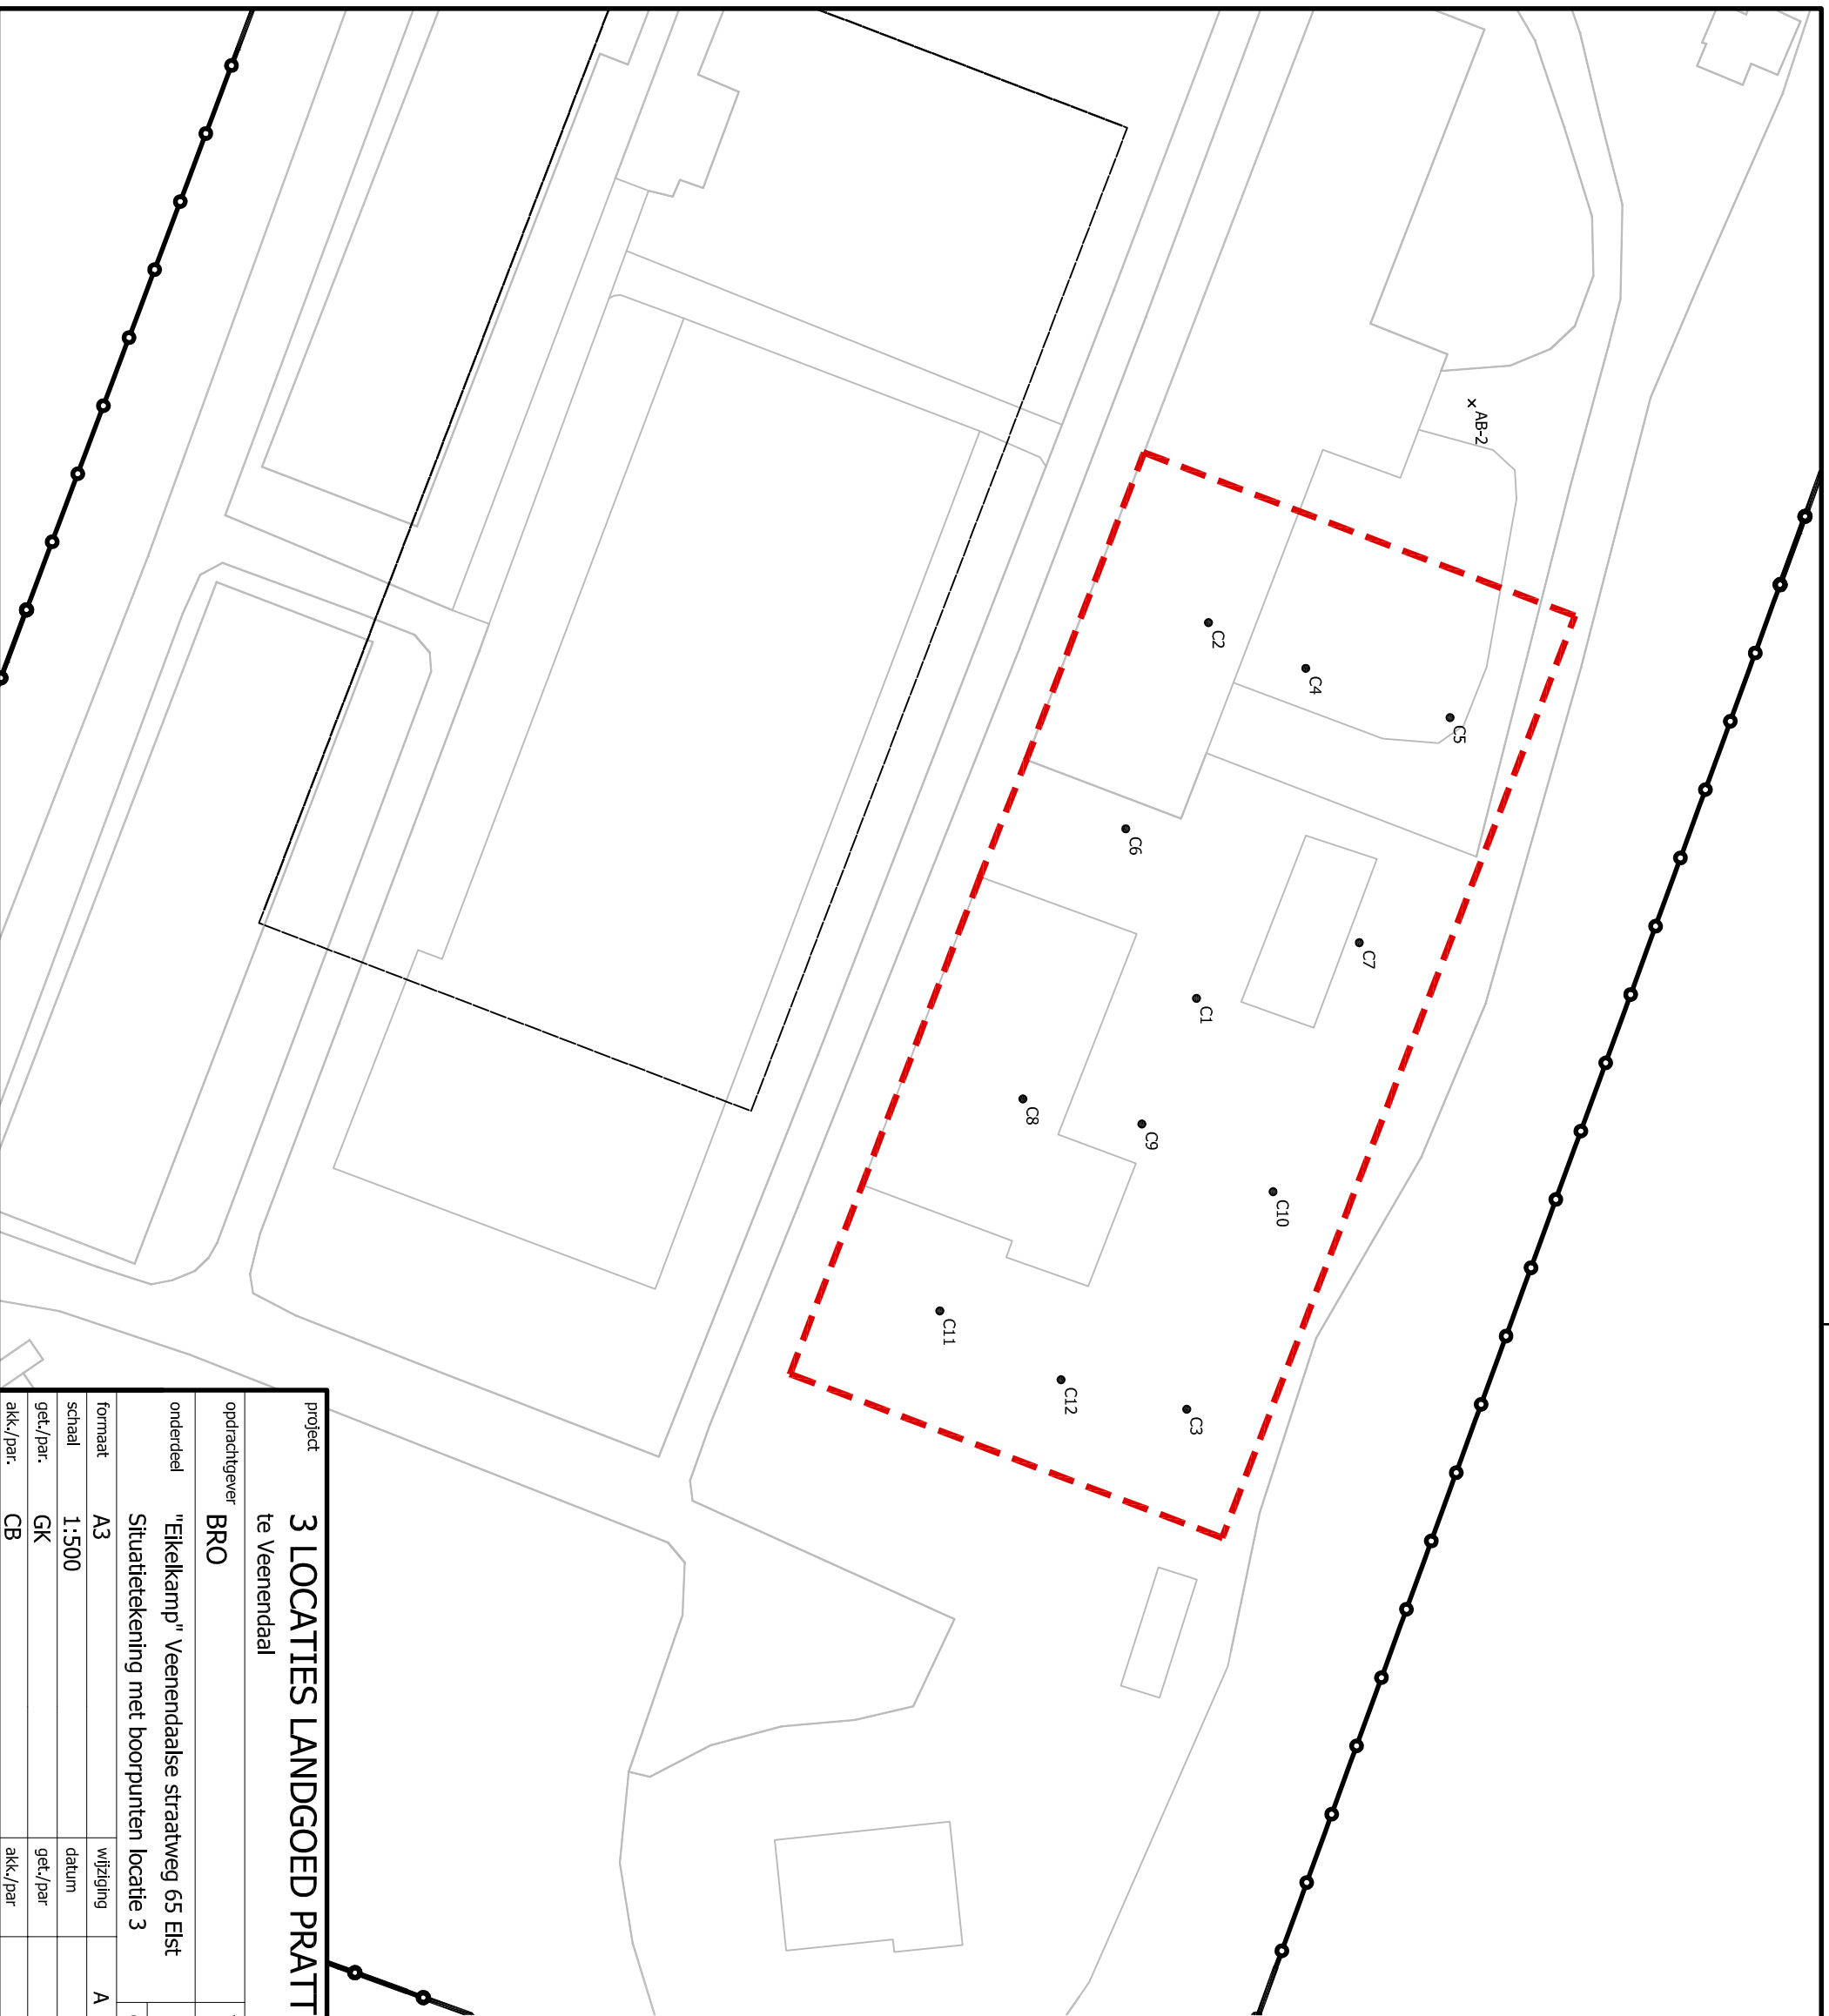 AB-2
C2
C4
C5
C6
C7
C1
C8
C9
C10
C11
C12
C3
project
3 LOCATIES LANDGOED PRATT
te Veenendaal
opdrachtgever BRO
onderdeel "Eikelkamp" Veenendaalse straatweg 65 Elst
Situatietekening met boorpunten locatie 3
formaat A3 wijziging A
schaal 1:500 datum
get./par. GK get./par
akk./par. CB akk./par